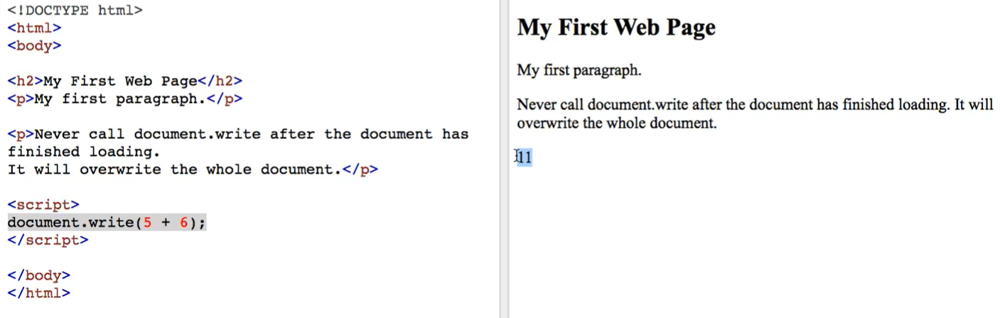 <!DOCTYPE html>
<html>
<body>
<h2>My First Web Page</h2>
<p>My first paragraph.</p>
<p>Never call document.write after the document has
finished loading.
It will overwrite the whole document.</p>
<script>
document.write(5 + 6);
</script>
</body>
</html>
My First Web Page
My first paragraph.
Never call document.write after the document has finished loading. It will
overwrite the whole document.
11